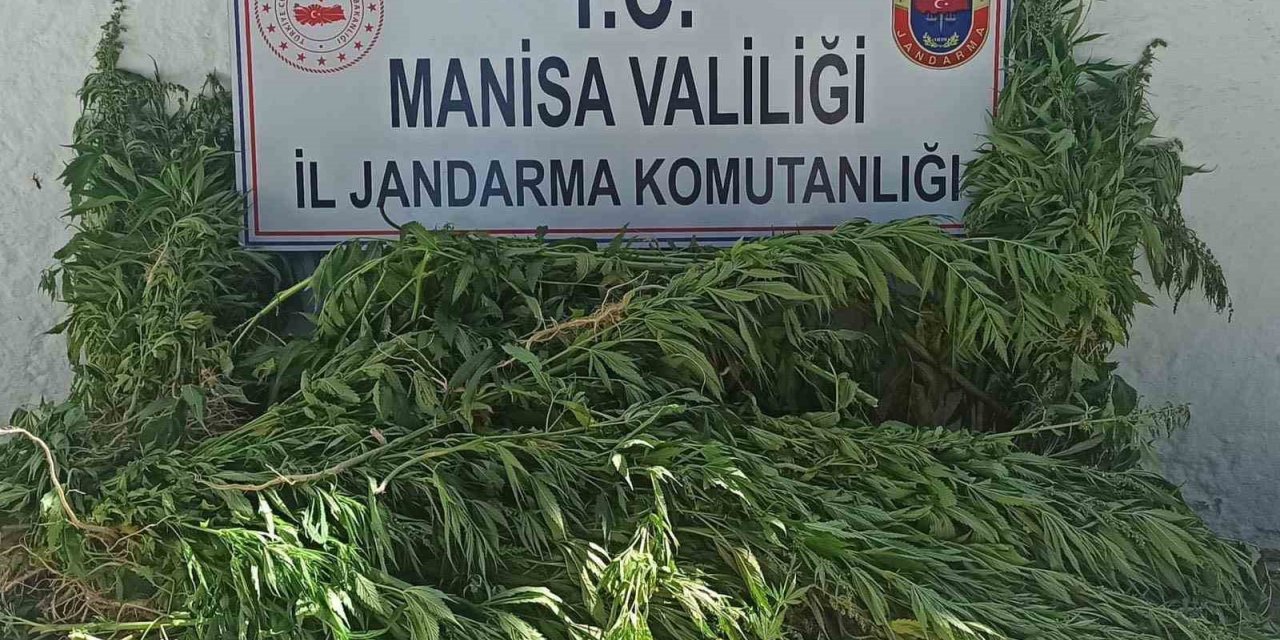 T.C.
MANİSA VALİLİĞİ
İL JANDARMA KOMUTANLIĞI
JANDARMA